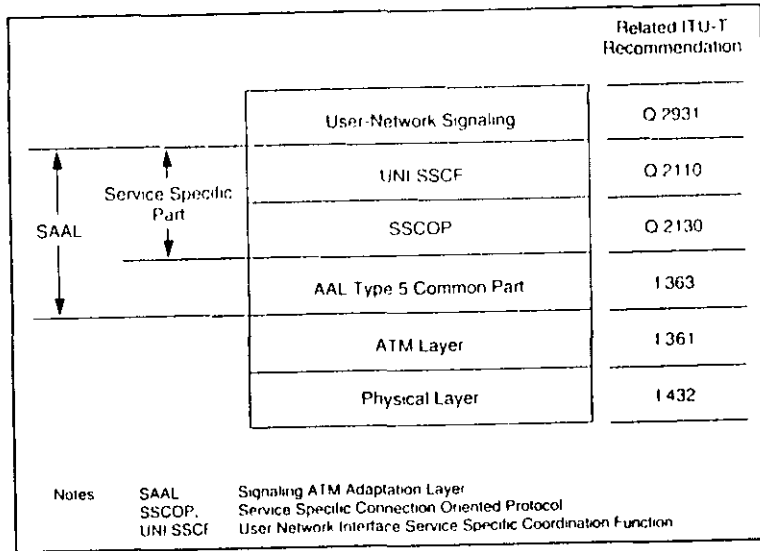 Related ITU-T
Recommendation
User-Network Signaling
Q 2931
UNI SSCF
Q 2110
Service Specific
Part
SAAL
SSCOP
Q 2130
AAL Type 5 Common Part
I 363
ATM Layer
I 361
Physical Layer
I 432
Notes
SAAL
Signaling ATM Adaptation Layer
SSCOP.
Service Specific Connection Oriented Protocol
UNI SSCF
User Network Interface Service Specific Coordination Function